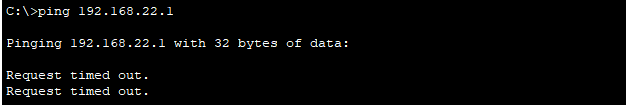 C:\>ping 192.168.22.1
Pinging 192.168.22.1 with 32 bytes of data:
Request timed out.
Request timed out.